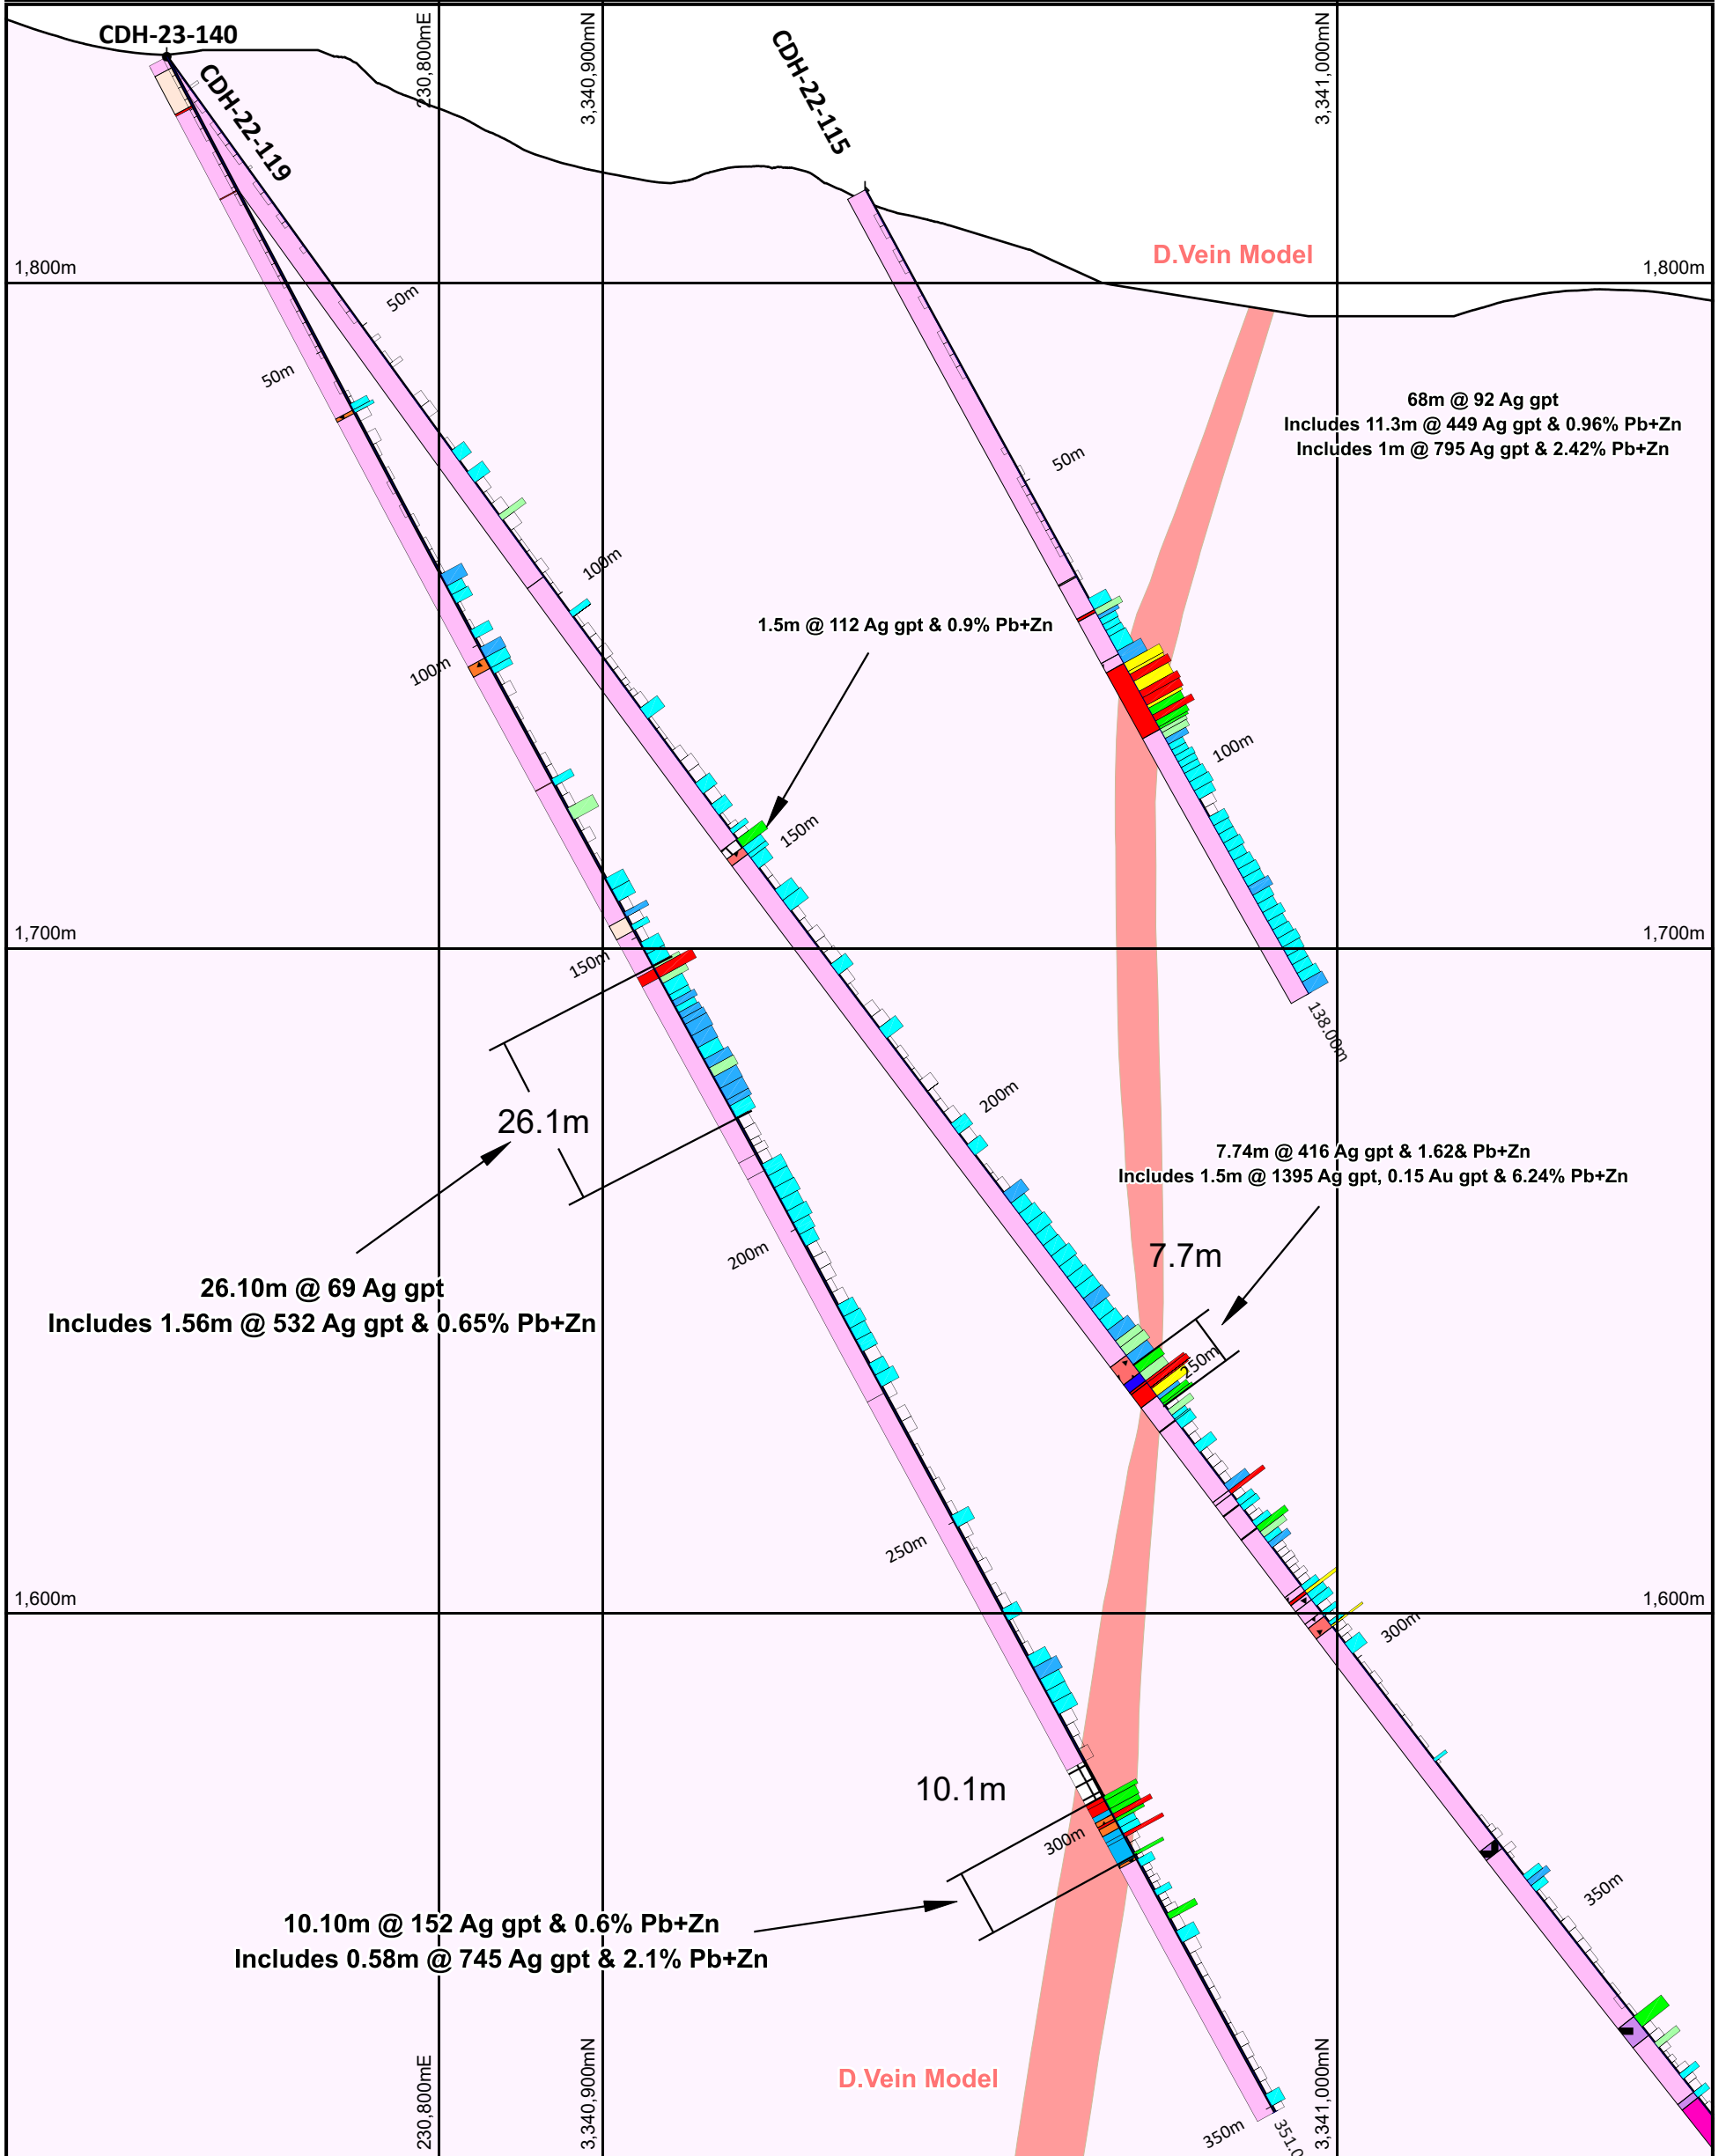 CDH-23-140
CDH-22-119
230,800mE
3,340,900mN
CDH-22-115
3,341,000mN
D.Vein Model
1,800m
1,800m
50m
50m
68m @ 92 Ag gpt
Includes 11.3m @ 449 Ag gpt & 0.96% Pb+Zn
Includes 1m @ 795 Ag gpt & 2.42% Pb+Zn
50m
100m
1.5m @ 112 Ag gpt & 0.9% Pb+Zn
100m
100m
150m
1,700m
1,700m
150m
138.00m
26.1m
200m
7.74m @ 416 Ag gpt & 1.62& Pb+Zn
Includes 1.5m @ 1395 Ag gpt, 0.15 Au gpt & 6.24% Pb+Zn
7.7m
200m
26.10m @ 69 Ag gpt
Includes 1.56m @ 532 Ag gpt & 0.65% Pb+Zn
250m
250m
1,600m
1,600m
300m
10.1m
300m
350m
10.10m @ 152 Ag gpt & 0.6% Pb+Zn
Includes 0.58m @ 745 Ag gpt & 2.1% Pb+Zn
D.Vein Model
230,800mE
3,340,900mN
3,341,000mN
350m
351.0